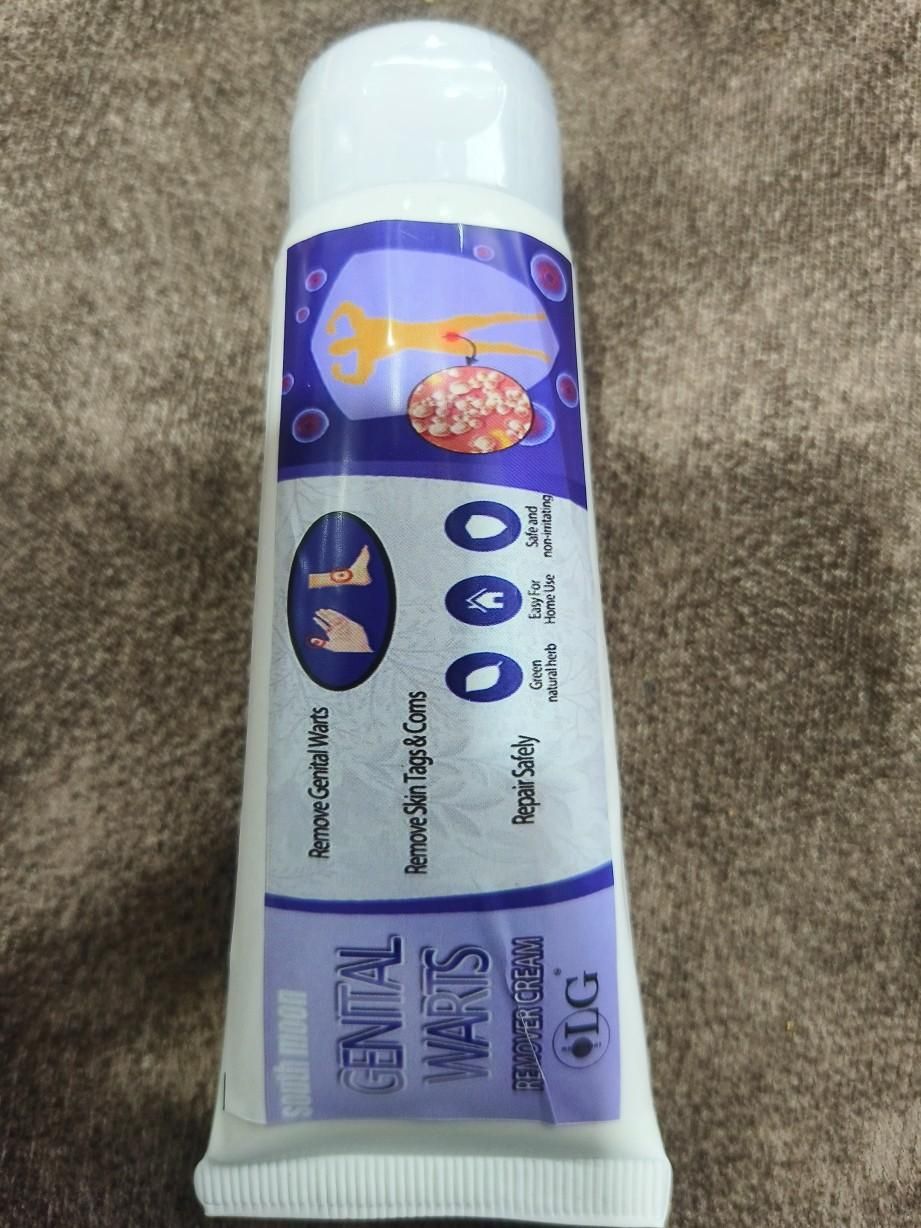 south moon
GENITAL
WARTS
REMOVER CREAM
LG
®
Remove Genital Warts
Remove Skin Tags & Corns
Repair Safely
Green
natural herb
Easy For
Home Use
Safe and
non-irritating